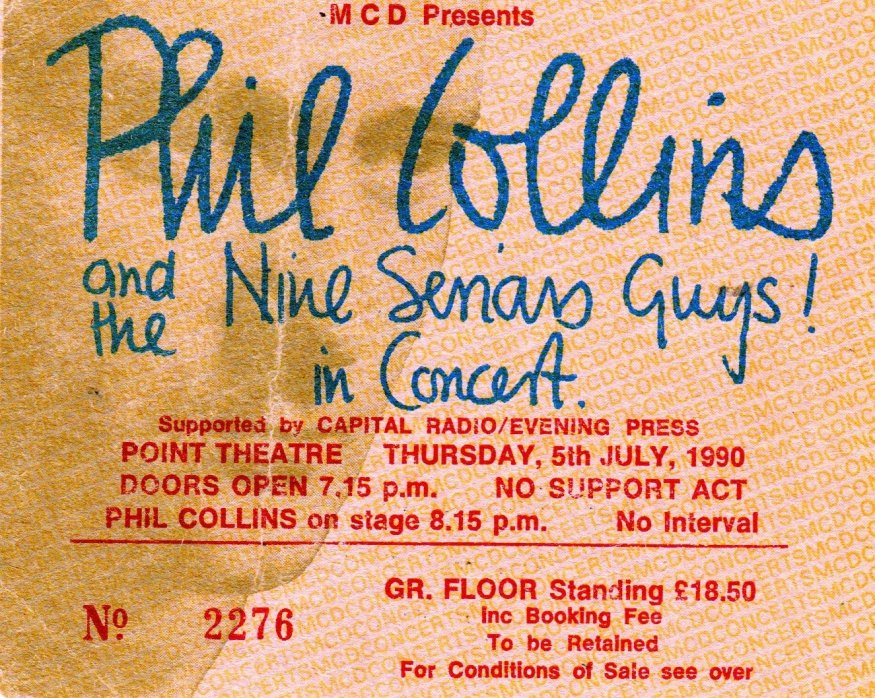 M C D Presents
Phil Collins
and the Nine Serious Guys!
in Concert.
Supported by CAPITAL RADIO/EVENING PRESS
POINT THEATRE THURSDAY, 5th JULY, 1990
DOORS OPEN 7.15 p.m. NO SUPPORT ACT
PHIL COLLINS on stage 8.15 p.m. No Interval
GR. FLOOR Standing £18.50
Inc Booking Fee
Nº 2276
To be Retained
For Conditions of Sale see over